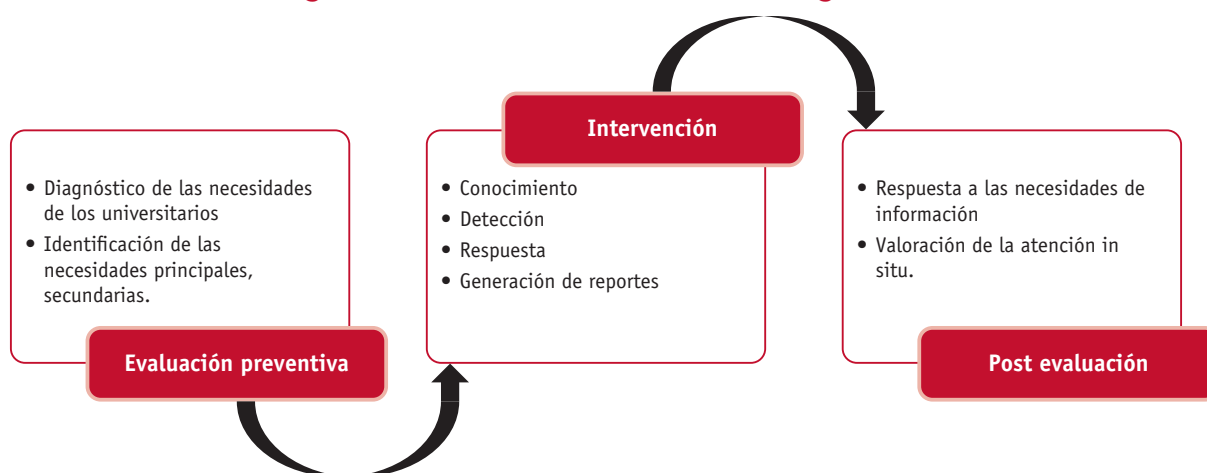 • Diagnóstico de las necesidades
de los universitarios
• Identificación de las
necesidades principales,
secundarias.
Evaluación preventiva
Intervención
• Conocimiento
• Detección
• Respuesta
• Generación de reportes
• Respuesta a las necesidades de
información
• Valoración de la atención in
situ.
Post evaluación